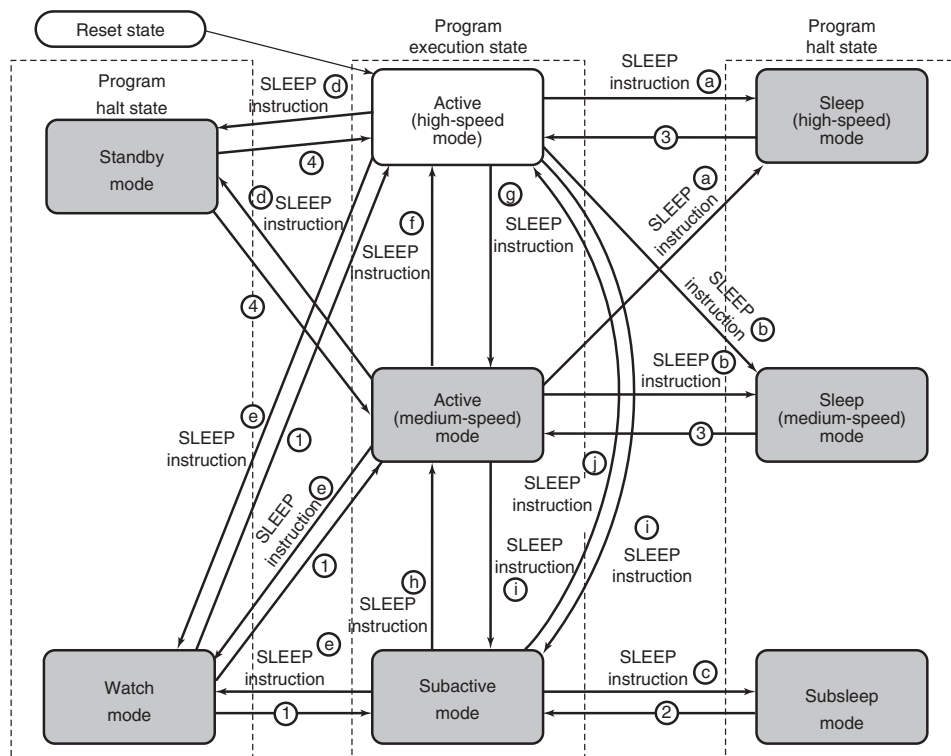 Reset state
Program
execution state
Program
halt state
Program
halt state
SLEEP
instruction
d
SLEEP
instruction
a
Active
(high-speed
mode)
Sleep
(high-speed)
mode
Standby
mode
4
3
d
SLEEP
instruction
f
SLEEP
instruction
g
SLEEP
instruction
a
SLEEP
instruction
SLEEP
instruction
b
4
Active
(medium-speed)
mode
SLEEP
instruction
b
Sleep
(medium-speed)
mode
3
e
SLEEP
instruction
1
j
SLEEP
instruction
e
SLEEP
instruction
1
i
SLEEP
instruction
h
SLEEP
instruction
SLEEP
instruction
i
e
SLEEP
instruction
SLEEP
instruction
c
Watch
mode
Subactive
mode
Subsleep
mode
1
2